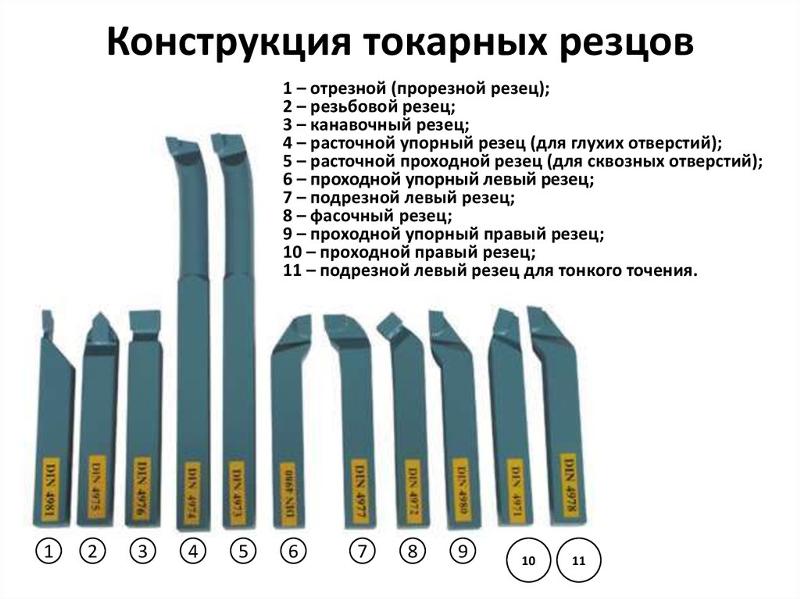 Конструкция токарных резцов
1 – отрезной (прорезной резец);
2 – резьбовой резец;
3 – канавочный резец;
4 – расточной упорный резец (для глухих отверстий);
5 – расточной проходной резец (для сквозных отверстий);
6 – проходной упорный левый резец;
7 – подрезной левый резец;
8 – фасочный резец;
9 – проходной упорный правый резец;
10 – проходной правый резец;
11 – подрезной левый резец для тонкого точения.
DIN 4981
DIN 4975
DIN 4976
DIN 4974
DIN 4973
DIN 4980
DIN 4977
DIN 4972
DIN 4980
DIN 4971
DIN 4978
1
2
3
4
5
6
7
8
9
10
11